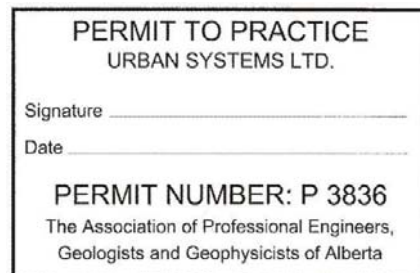 PERMIT TO PRACTICE
URBAN SYSTEMS LTD.
Signature
Date
PERMIT NUMBER: P 3836
The Association of Professional Engineers,
Geologists and Geophysicists of Alberta